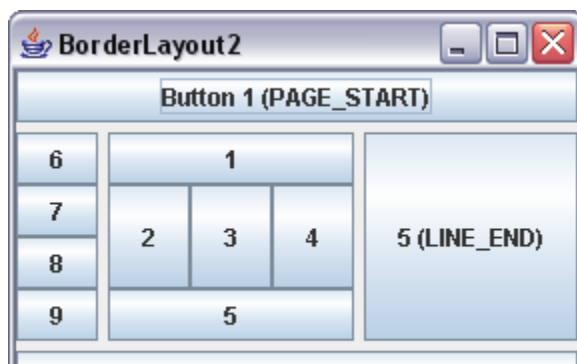 BorderLayout2
Button 1 (PAGE_START)
6
7
8
9
1
2 3 4
5
5 (LINE_END)